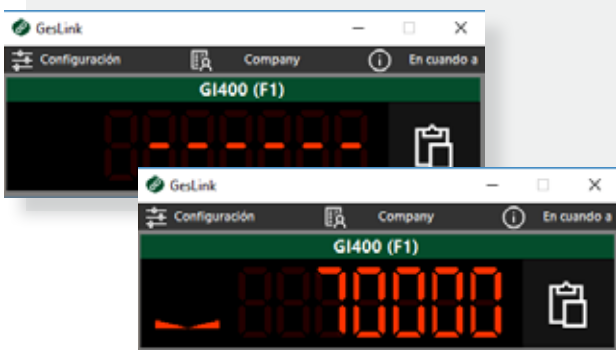 GesLink
Configuración Company En cuando a
GI400 (F1)
------
GesLink
Configuración Company En cuando a
GI400 (F1)
70000